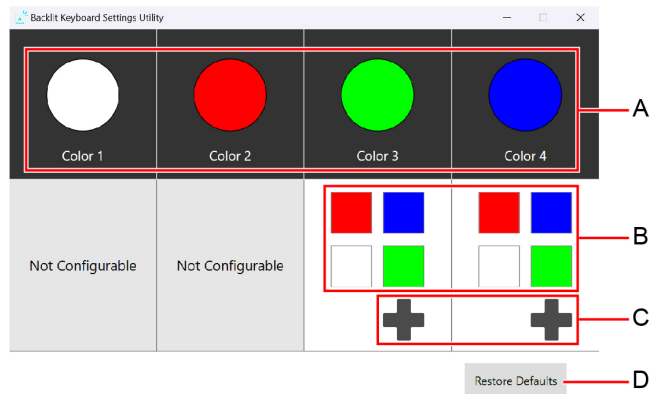 Backlit Keyboard Settings Utility
Color 1
Color 2
Color 3
Color 4
A
Not Configurable
Not Configurable
B
C
Restore Defaults
D